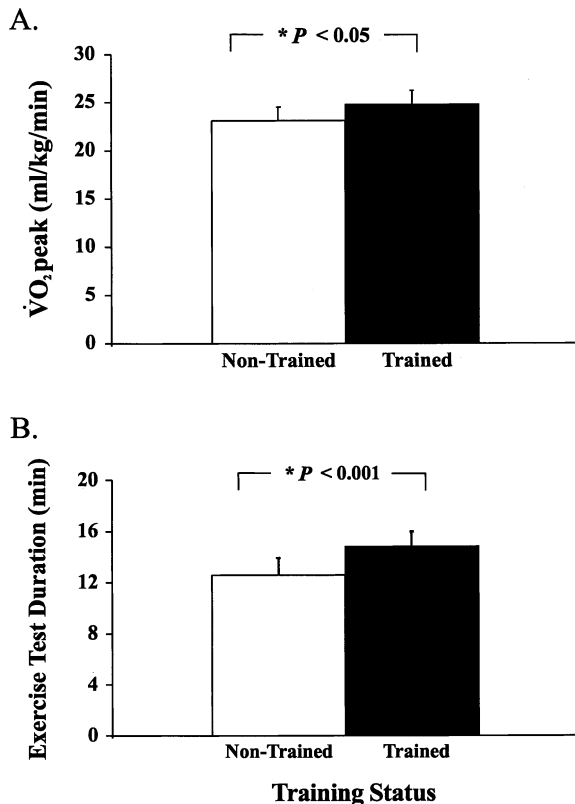 A.
* P < 0.05
30
25
20
15
10
5
0
V̇O₂peak (ml/kg/min)
Non-Trained Trained
B.
* P < 0.001
20
16
12
8
4
0
Exercise Test Duration (min)
Non-Trained Trained
Training Status